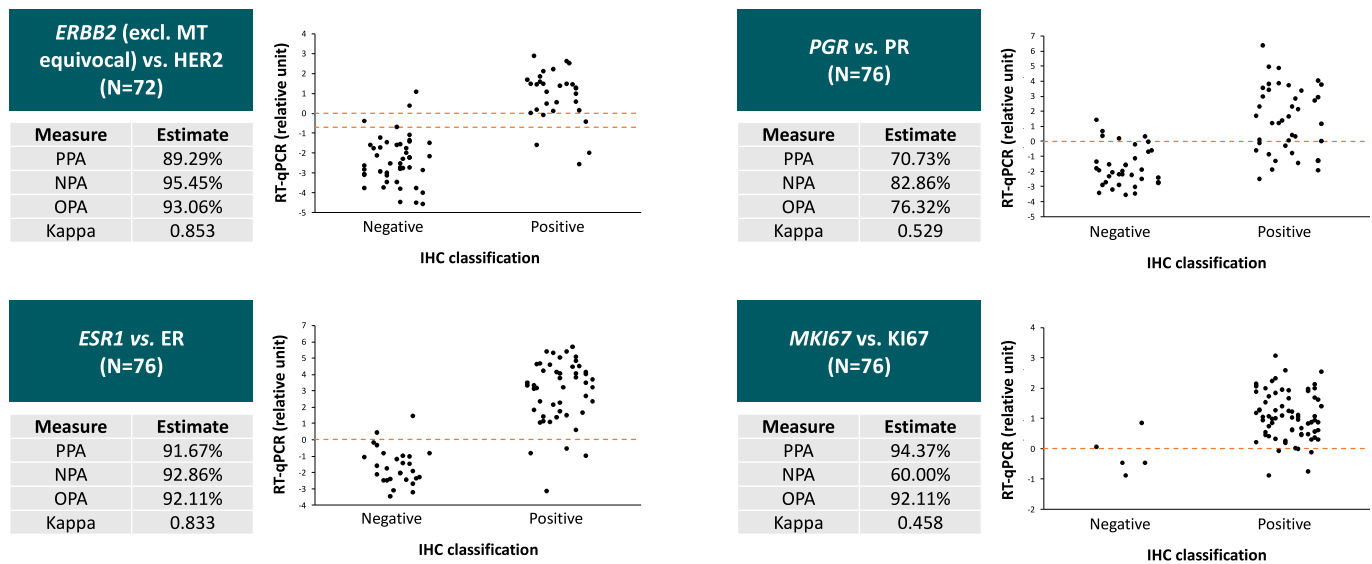 ERBB2 (excl. MT
equivocal) vs. HER2
(N=72)
Measure Estimate
PPA 89.29%
NPA 95.45%
OPA 93.06%
Kappa 0.853
RT-qPCR (relative unit)
4
3
2
1
0
-1
-2
-3
-4
-5
Negative Positive
IHC classification
PGR vs. PR
(N=76)
Measure Estimate
PPA 70.73%
NPA 82.86%
OPA 76.32%
Kappa 0.529
RT-qPCR (relative unit)
7
6
5
4
3
2
1
0
-1
-2
-3
-4
-5
Negative Positive
IHC classification
ESR1 vs. ER
(N=76)
Measure Estimate
PPA 91.67%
NPA 92.86%
OPA 92.11%
Kappa 0.833
RT-qPCR (relative unit)
7
6
5
4
3
2
1
0
-1
-2
-3
-4
Negative Positive
IHC classification
MKI67 vs. KI67
(N=76)
Measure Estimate
PPA 94.37%
NPA 60.00%
OPA 92.11%
Kappa 0.458
RT-qPCR (relative unit)
4
3
2
1
0
-1
-2
Negative Positive
IHC classification